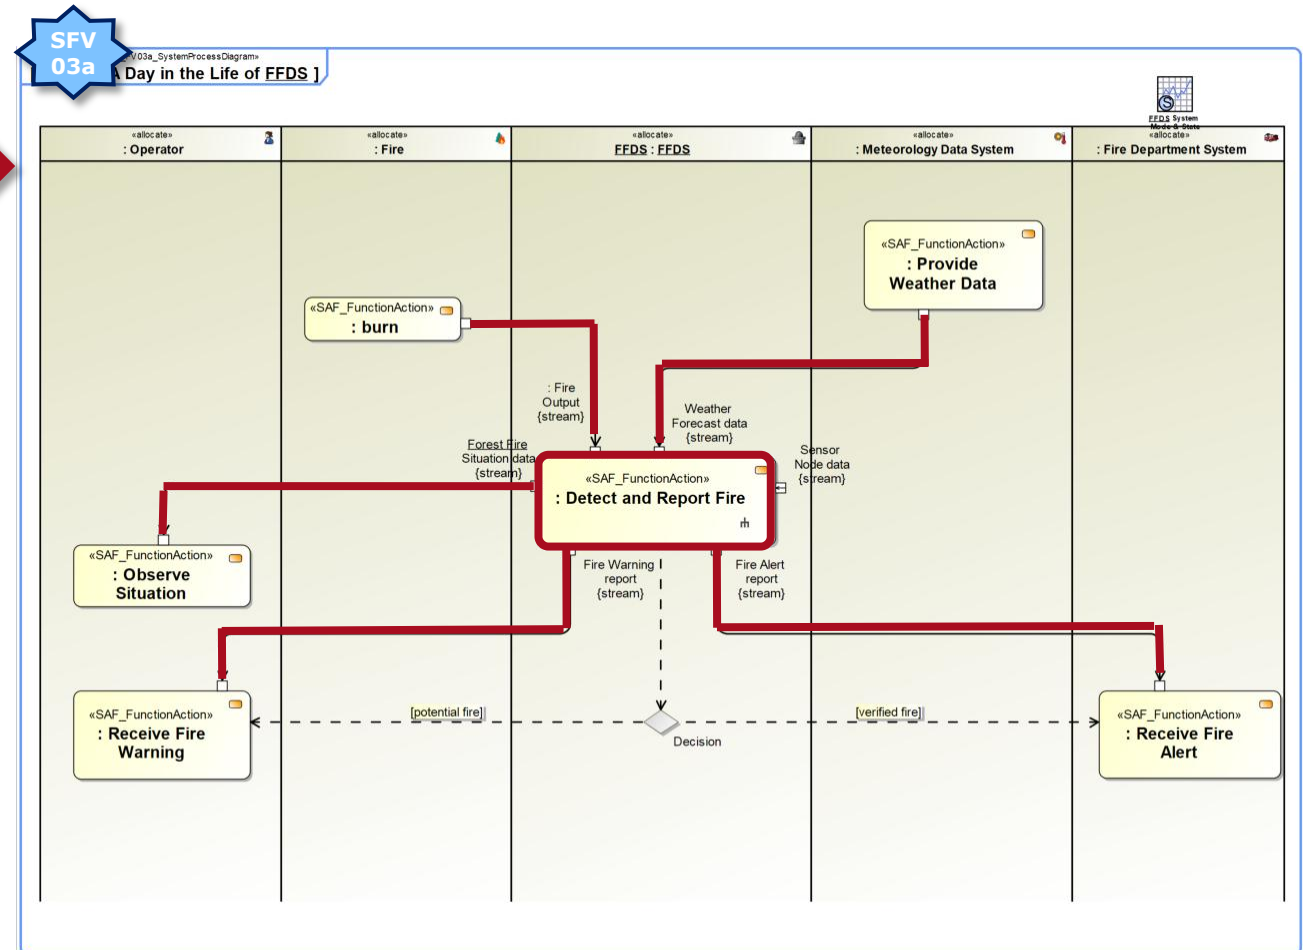 SFV
03a
V03a_SystemProcessDiagram»
A Day in the Life of FFDS ]
FFDS System
Mode & State
«allocate»
: Operator
«allocate»
: Fire
«allocate»
FFDS : FFDS
«allocate»
: Meteorology Data System
«allocate»
: Fire Department System
«SAF_FunctionAction»
: Provide
Weather Data
«SAF_FunctionAction»
: burn
: Fire
Output
{stream}
Weather
Forecast data
{stream}
Forest Fire
Situation data
{stream}
Sensor
Node data
{stream}
«SAF_FunctionAction»
: Detect and Report Fire
«SAF_FunctionAction»
: Observe
Situation
Fire Warning
report
{stream}
Fire Alert
report
{stream}
«SAF_FunctionAction»
: Receive Fire
Warning
[potential fire]
Decision
[verified fire]
«SAF_FunctionAction»
: Receive Fire
Alert